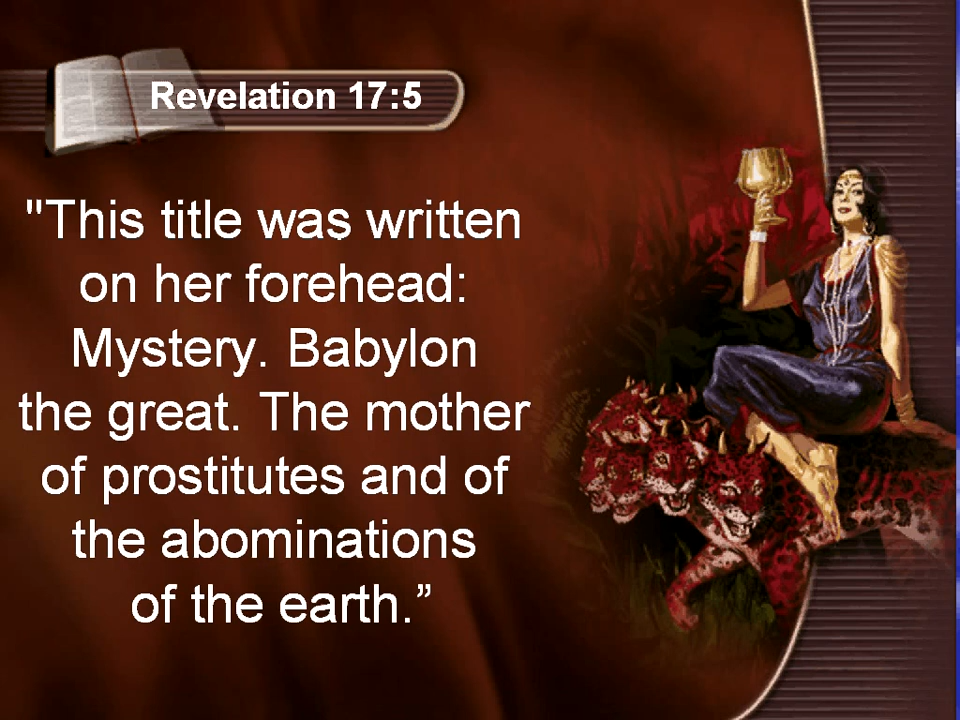 Revelation 17:5
"This title was written
on her forehead:
Mystery. Babylon
the great. The mother
of prostitutes and of
the abominations
of the earth.”